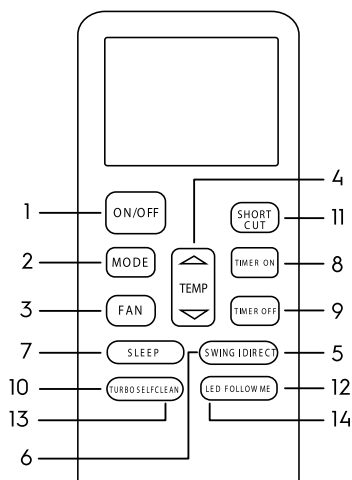 4
1
ON/OFF
SHORT
CUT
11
2
MODE
TEMP
TIMER ON
8
3
FAN
TIMER OFF
9
7
SLEEP
SWING | DIRECT
5
10
TURBO SELFCLEAN
LED FOLLOW ME
12
13
14
6